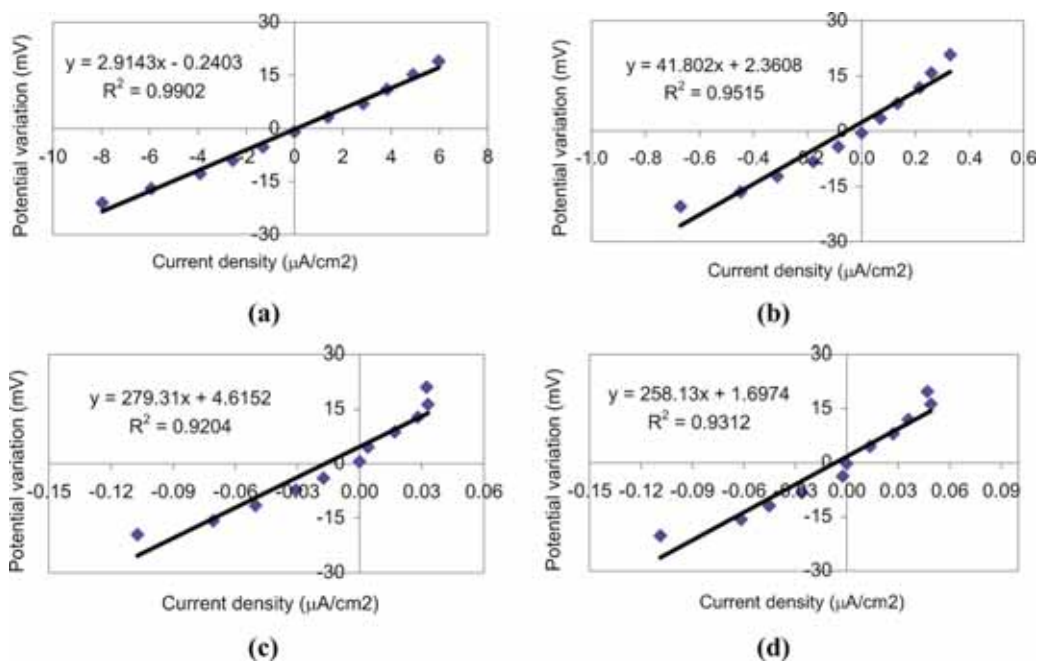 30
15
0
-15
-30
Potential variation (mV)
y = 2.9143x - 0.2403
R² = 0.9902
-10 -8 -6 -4 -2 0 2 4 6 8
Current density (μA/cm2)
(a)
30
15
0
-15
-30
Potential variation (mV)
y = 41.802x + 2.3608
R² = 0.9515
-1.0 -0.8 -0.6 -0.4 -0.2 0.0 0.2 0.4 0.6
Current density (μA/cm2)
(b)
30
15
0
-15
-30
Potential variation (mV)
y = 279.31x + 4.6152
R² = 0.9204
-0.15 -0.12 -0.09 -0.06 -0.03 0.00 0.03 0.06
Current density (μA/cm2)
(c)
30
15
0
-15
-30
Potential variation (mV)
y = 258.13x + 1.6974
R² = 0.9312
-0.15 -0.12 -0.09 -0.06 -0.03 0.00 0.03 0.06 0.09
Current density (μA/cm2)
(d)